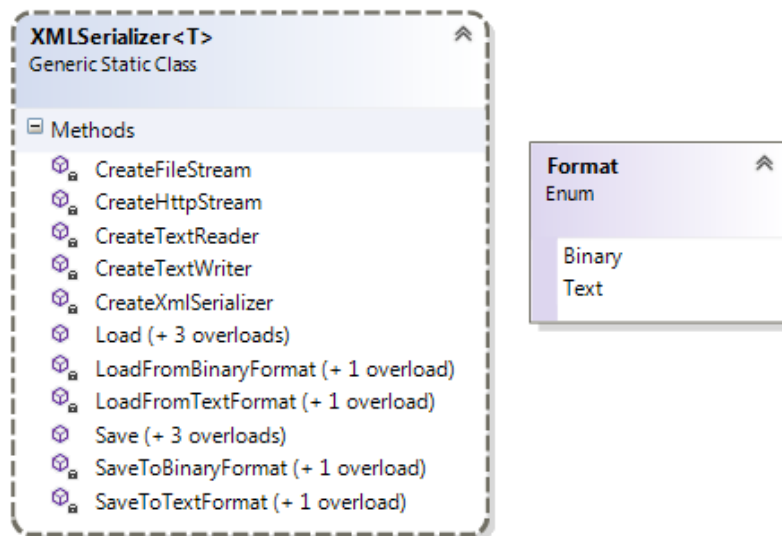 XMLSerializer<T>
Generic Static Class
Methods
CreateFileStream
CreateHttpStream
CreateTextReader
CreateTextWriter
CreateXmlSerializer
Load (+ 3 overloads)
LoadFromBinaryFormat (+ 1 overload)
LoadFromTextFormat (+ 1 overload)
Save (+ 3 overloads)
SaveToBinaryFormat (+ 1 overload)
SaveToTextFormat (+ 1 overload)
Format
Enum
Binary
Text